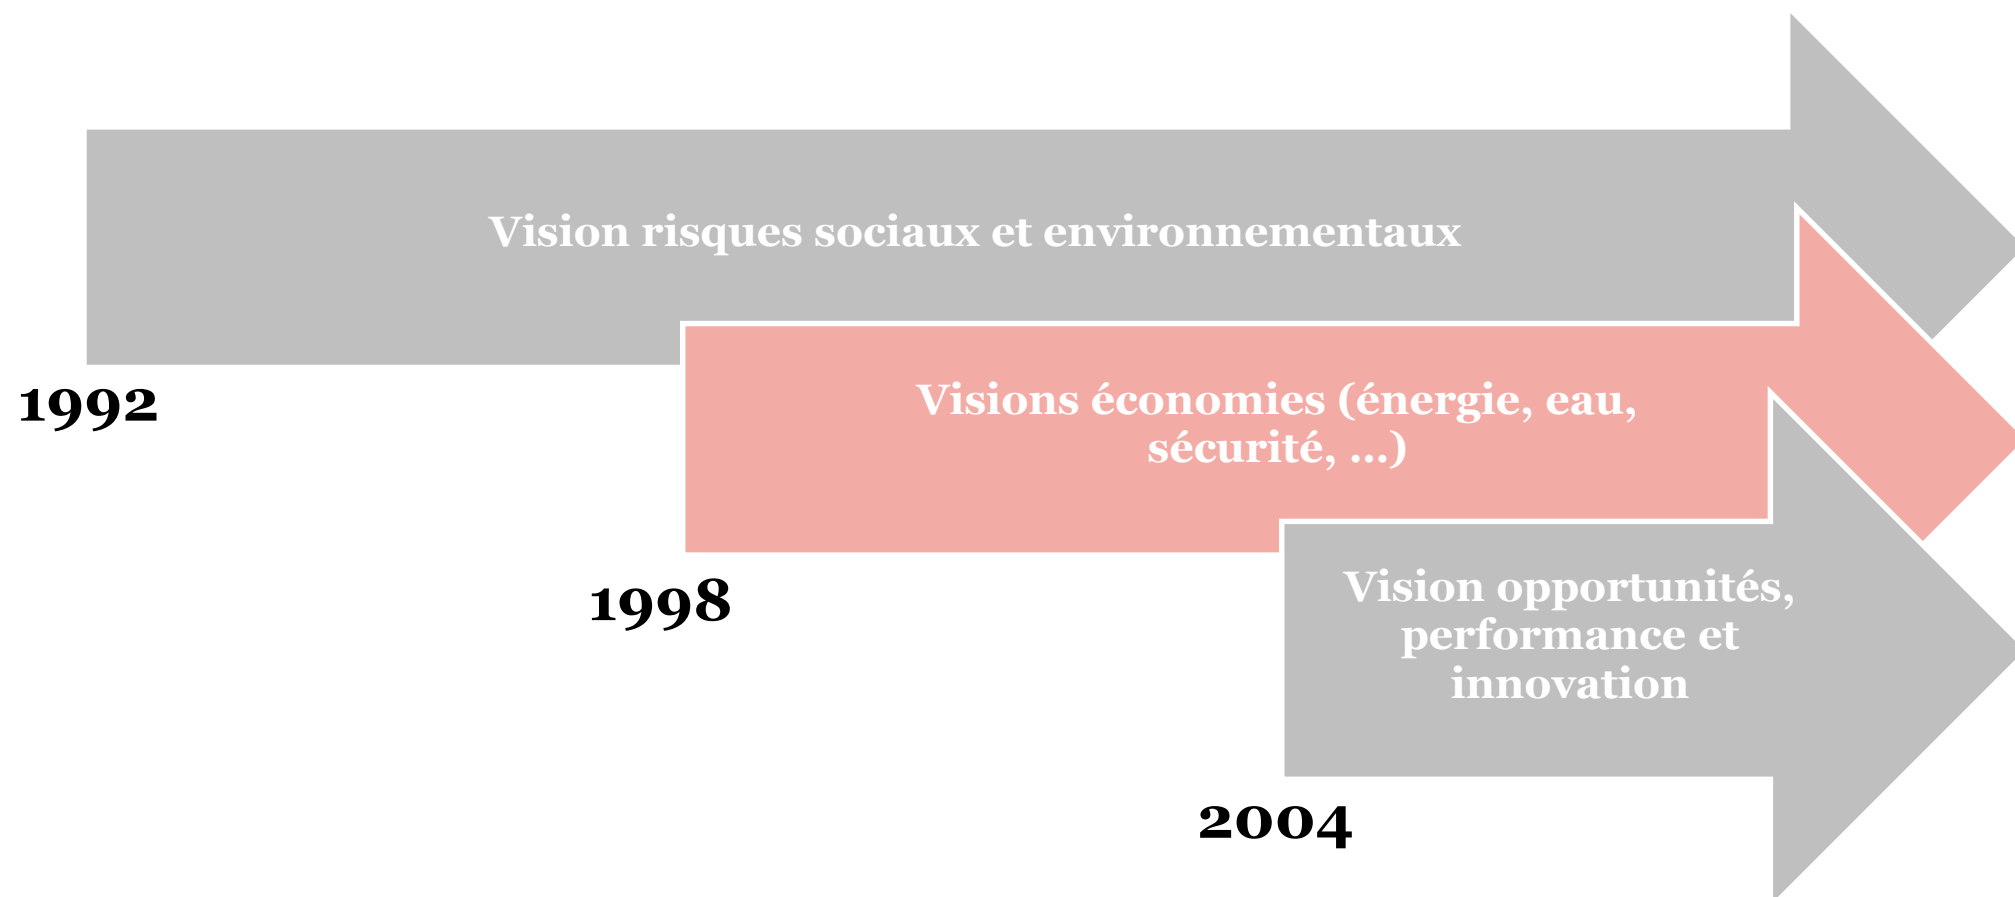 Vision risques sociaux et environnementaux
1992
Visions économies (énergie, eau,
sécurité, ...)
1998
Vision opportunités,
performance et
innovation
2004